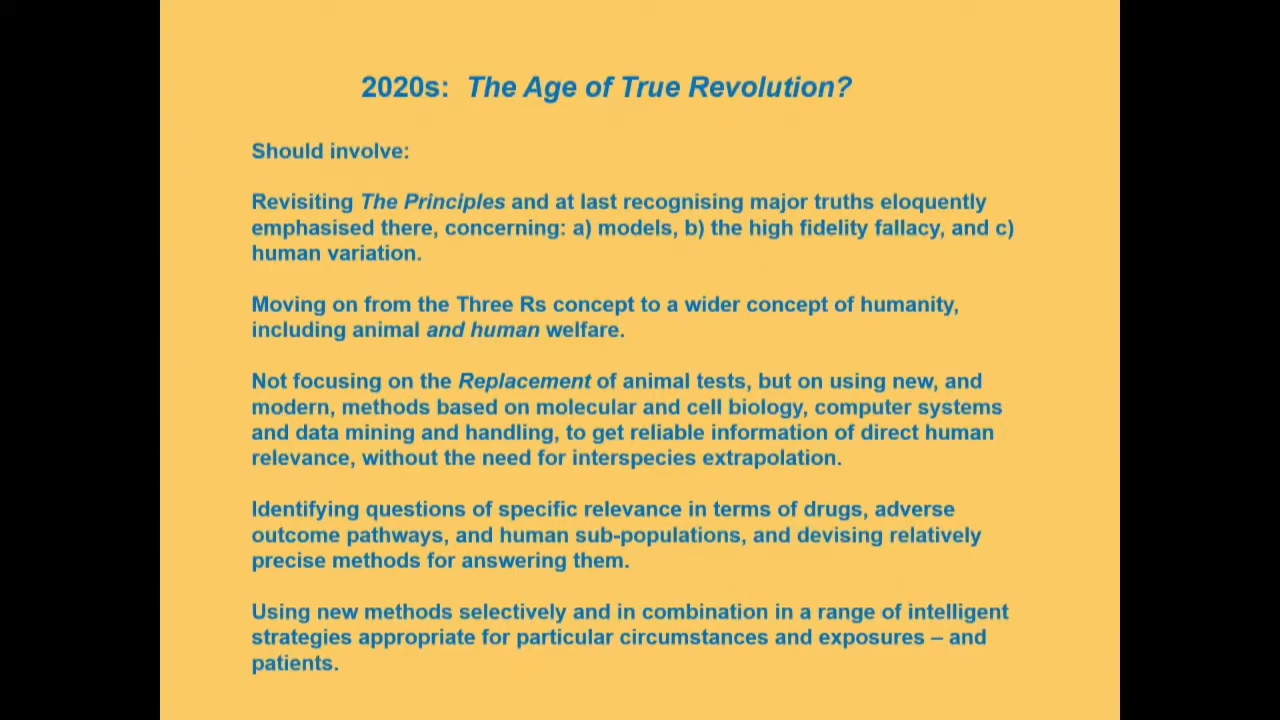 2020s: The Age of True Revolution?
Should involve:
Revisiting The Principles and at last recognising major truths eloquently
emphasised there, concerning: a) models, b) the high fidelity fallacy, and c)
human variation.
Moving on from the Three Rs concept to a wider concept of humanity,
including animal and human welfare.
Not focusing on the Replacement of animal tests, but on using new, and
modern, methods based on molecular and cell biology, computer systems
and data mining and handling, to get reliable information of direct human
relevance, without the need for interspecies extrapolation.
Identifying questions of specific relevance in terms of drugs, adverse
outcome pathways, and human sub-populations, and devising relatively
precise methods for answering them.
Using new methods selectively and in combination in a range of intelligent
strategies appropriate for particular circumstances and exposures – and
patients.